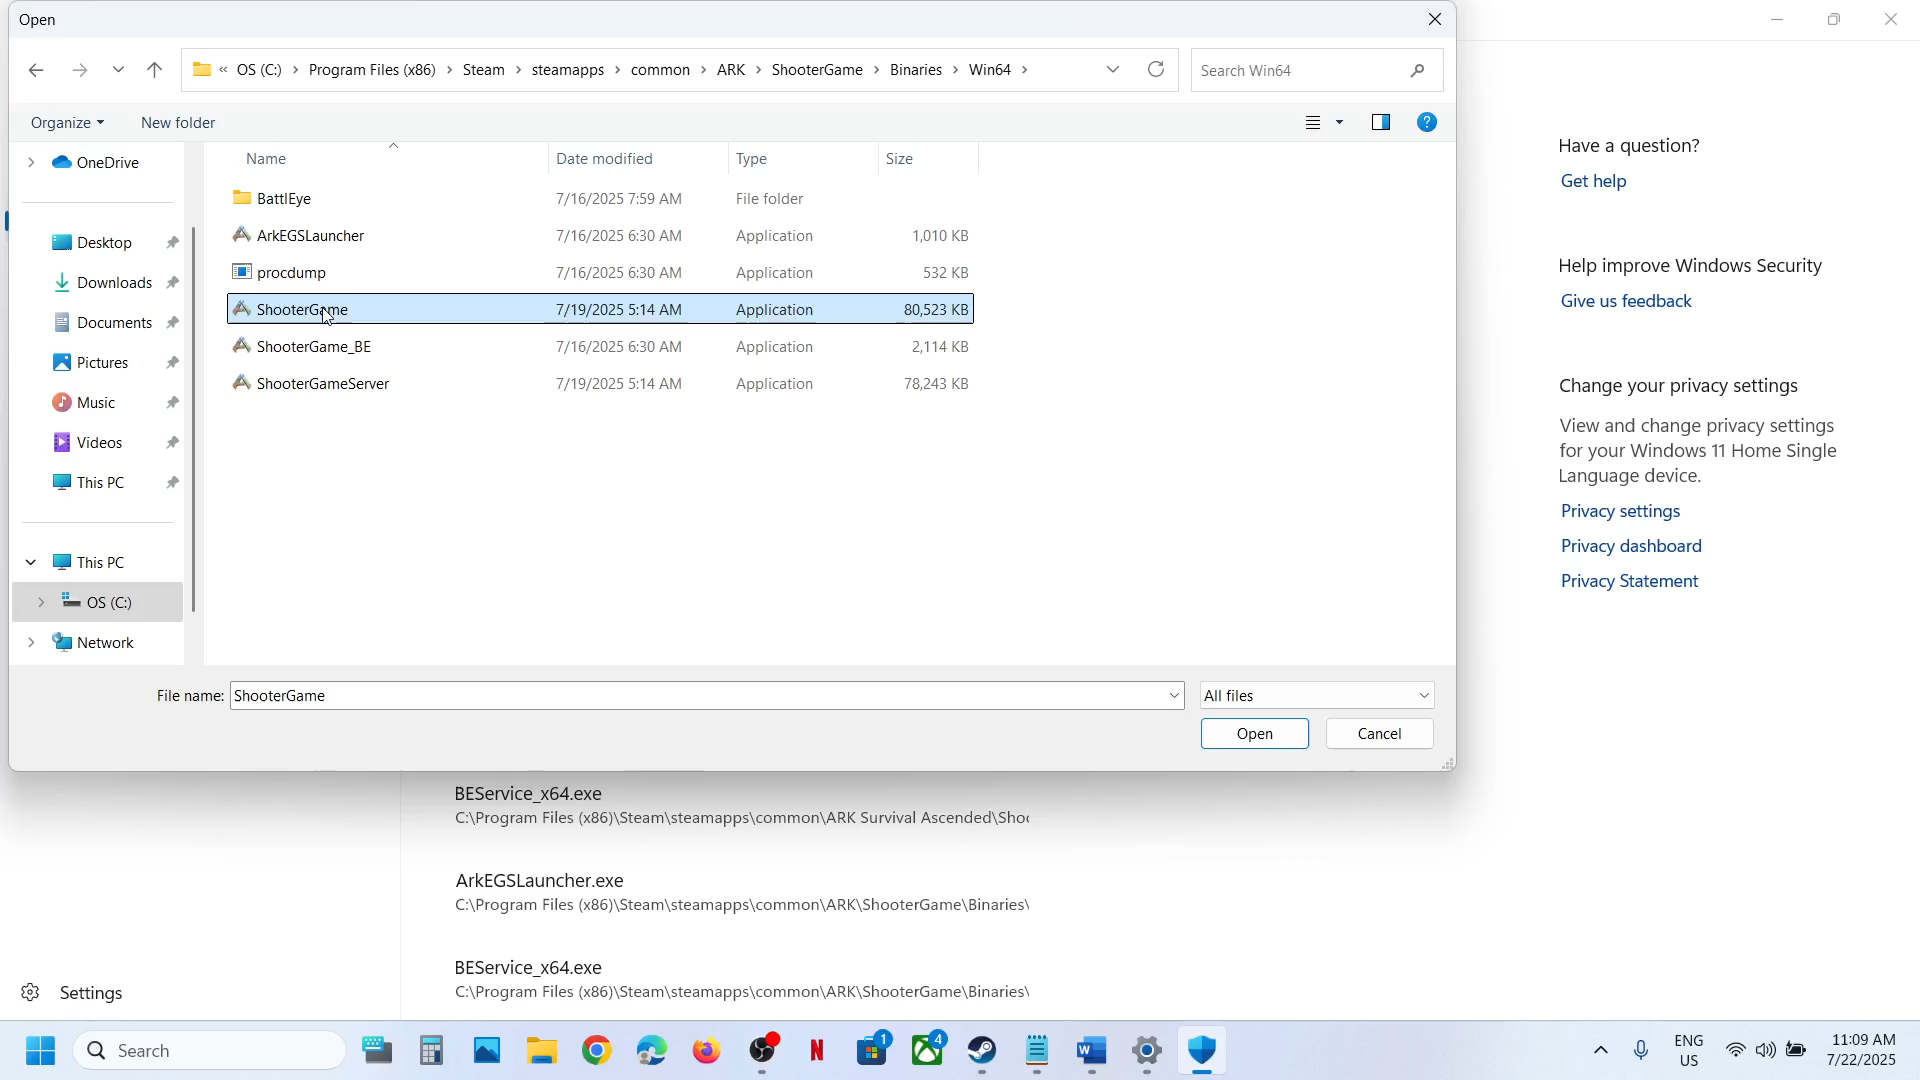 Open
« OS (C:) > Program Files (x86) > Steam > steamapps > common > ARK > ShooterGame > Binaries > Win64 >
Search Win64
Organize
New folder
Name
Date modified
Type
Size
BattlEye 7/16/2025 7:59 AM File folder
ArkEGSLauncher 7/16/2025 6:30 AM Application 1,010 KB
procdump 7/16/2025 6:30 AM Application 532 KB
ShooterGame 7/19/2025 5:14 AM Application 80,523 KB
ShooterGame_BE 7/16/2025 6:30 AM Application 2,114 KB
ShooterGameServer 7/19/2025 5:14 AM Application 78,243 KB
OneDrive
Desktop
Downloads
Documents
Pictures
Music
Videos
This PC
This PC
OS (C:)
Network
File name: ShooterGame
All files
Open
Cancel
Have a question?
Get help
Help improve Windows Security
Give us feedback
Change your privacy settings
View and change privacy settings
for your Windows 11 Home Single
Language device.
Privacy settings
Privacy dashboard
Privacy Statement
BEService_x64.exe
C:\Program Files (x86)\Steam\steamapps\common\ARK Survival Ascended\Shoo
ArkEGSLauncher.exe
C:\Program Files (x86)\Steam\steamapps\common\ARK\ShooterGame\Binaries\
BEService_x64.exe
C:\Program Files (x86)\Steam\steamapps\common\ARK\ShooterGame\Binaries\
Settings
Search
1
4
ENG
US
11:09 AM
7/22/2025